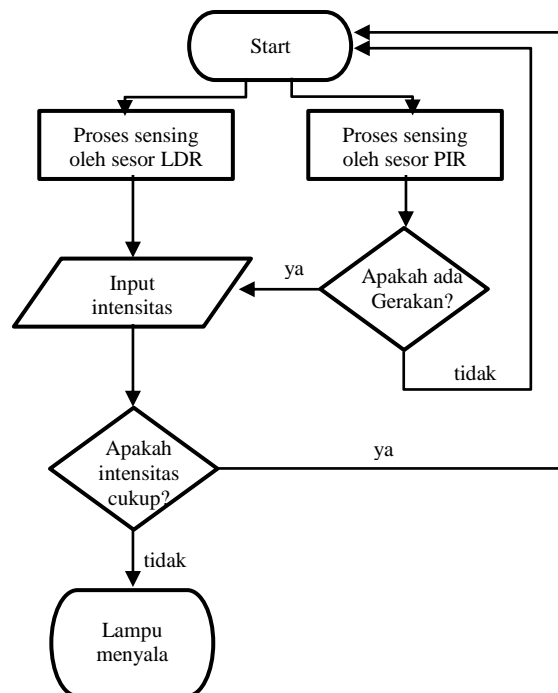 Start
Proses sensing
oleh sesor LDR
Proses sensing
oleh sesor PIR
Input
intensitas
ya
Apakah ada
Gerakan?
tidak
Apakah
intensitas
cukup?
ya
tidak
Lampu
menyala